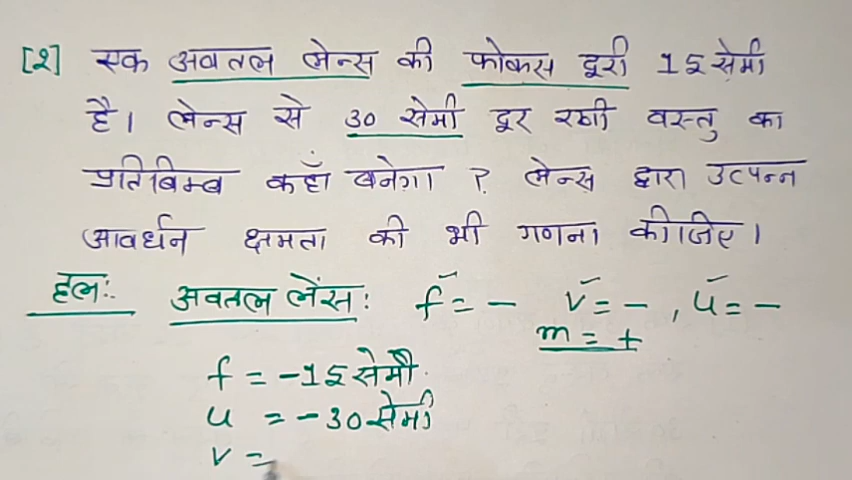 [2] एक अवतल लेन्स की फोकस दूरी 15 सेमी
है। लेन्स से 30 सेमी दूर रखी वस्तु का
प्रतिबिम्ब कहाँ बनेगा ? लेन्स द्वारा उत्पन्न
आवर्धन क्षमता की भी गणना कीजिए।
हलः- अवतल लेंस: f = - v = - , u = -
m = +
f = -15 सेमी
u = -30 सेमी
v =